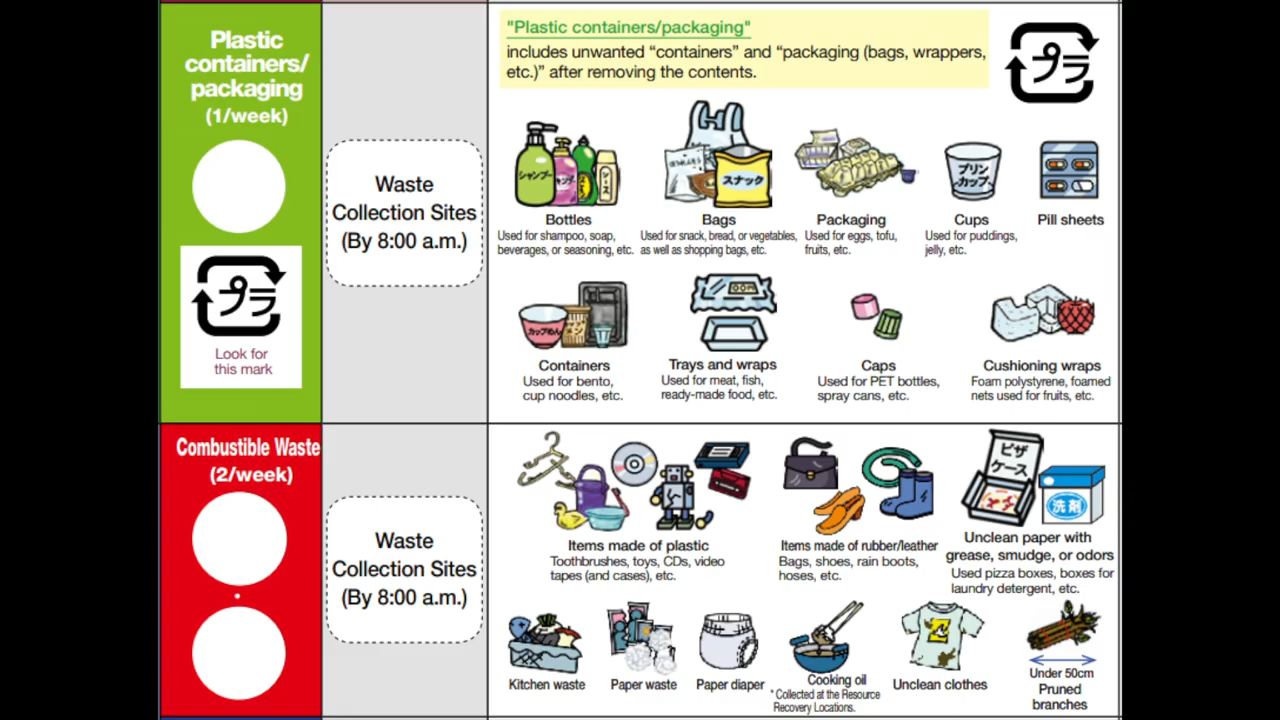 Plastic
containers/
packaging
(1/week)
プラ
Look for
this mark
Waste
Collection Sites
(By 8:00 a.m.)
"Plastic containers/packaging"
includes unwanted “containers” and “packaging (bags, wrappers,
etc.)” after removing the contents.
プラ
シャンプー
スナック
プリン
カップ。
Bottles
Used for shampoo, soap,
beverages, or seasoning, etc.
Bags
Used for snack, bread, or vegetables,
as well as shopping bags, etc.
Packaging
Used for eggs, tofu,
fruits, etc.
Cups
Used for puddings,
jelly, etc.
Pill sheets
カップめん
Containers
Used for bento,
cup noodles, etc.
Trays and wraps
Used for meat, fish,
ready-made food, etc.
Caps
Used for PET bottles,
spray cans, etc.
Cushioning wraps
Foam polystyrene, foamed
nets used for fruits, etc.
Combustible Waste
(2/week)
Waste
Collection Sites
(By 8:00 a.m.)
ピザ
ケース
洗剤
Items made of plastic
Toothbrushes, toys, CDs, video
tapes (and cases), etc.
Items made of rubber/leather
Bags, shoes, rain boots,
hoses, etc.
Unclean paper with
grease, smudge, or odors
Used pizza boxes, boxes for
laundry detergent, etc.
Kitchen waste
Paper waste
Paper diaper
Cooking oil
* Collected at the Resource
Recovery Locations.
Unclean clothes
Under 50cm
Pruned
branches